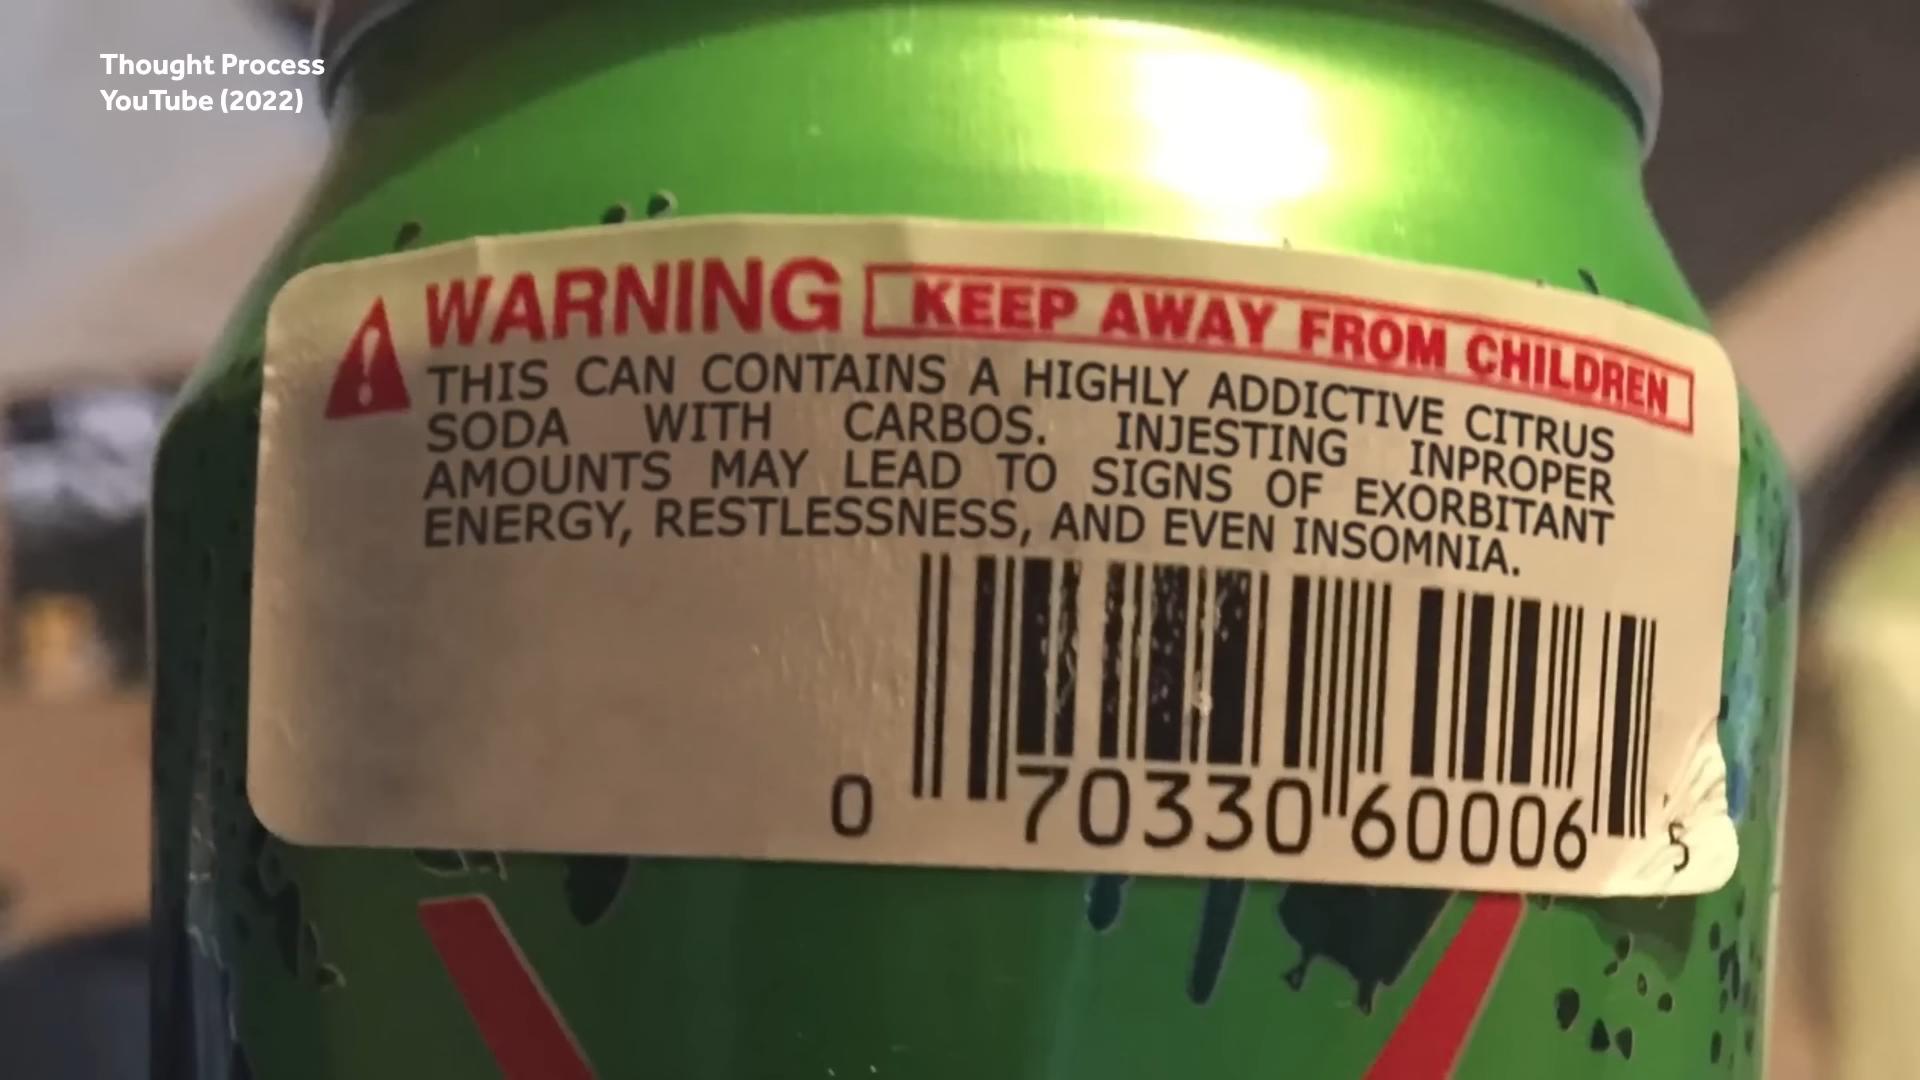 Thought Process
YouTube (2022)
WARNING KEEP AWAY FROM CHILDREN
THIS CAN CONTAINS A HIGHLY ADDICTIVE CITRUS
SODA WITH CARBOS. INJESTING INPROPER
AMOUNTS MAY LEAD TO SIGNS OF EXORBITANT
ENERGY, RESTLESSNESS, AND EVEN INSOMNIA.
0 70330 60006 5